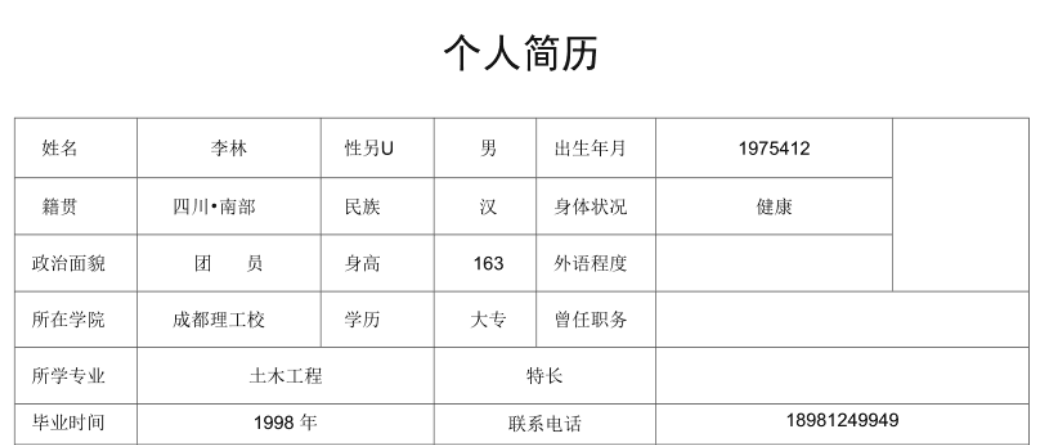 个人简历
姓名 李林 性另U 男 出生年月 1975412
籍贯 四川•南部 民族 汉 身体状况 健康
政治面貌 团 员 身高 163 外语程度
所在学院 成都理工校 学历 大专 曾任职务
所学专业 土木工程 特长
毕业时间 1998 年 联系电话 18981249949